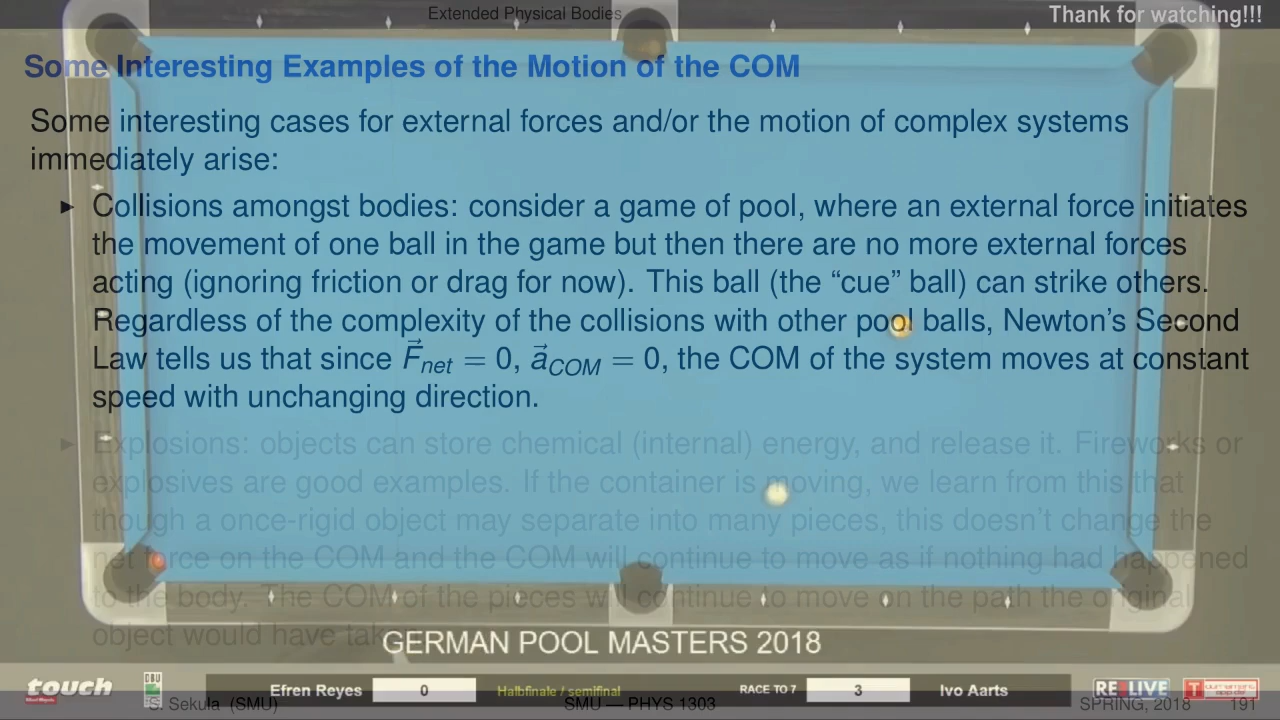 Extended Physical Bodies
Thank for watching!!!
Some Interesting Examples of the Motion of the COM
Some interesting cases for external forces and/or the motion of complex systems
immediately arise:
▸ Collisions amongst bodies: consider a game of pool, where an external force initiates
the movement of one ball in the game but then there are no more external forces
acting (ignoring friction or drag for now). This ball (the “cue” ball) can strike others.
Regardless of the complexity of the collisions with other pool balls, Newton’s Second
Law tells us that since F⃗net = 0, a⃗COM = 0, the COM of the system moves at constant
speed with unchanging direction.
▸ Explosions: objects can store chemical (internal) energy, and release it. Fireworks or
explosives are good examples. If the container is moving, we learn from this that
though a once-rigid object may separate into many pieces, this doesn’t change the
net force on the COM and the COM will continue to move as if nothing had happened
to the body. The COM of the pieces will continue to move on the path the original
object would have taken.
GERMAN POOL MASTERS 2018
touch DBU Efren Reyes 0 Halbfinale / semifinal RACE TO 7 3 Ivo Aarts RE LIVE
S. Sekula (SMU) SMU — PHYS 1303 SPRING, 2018 191